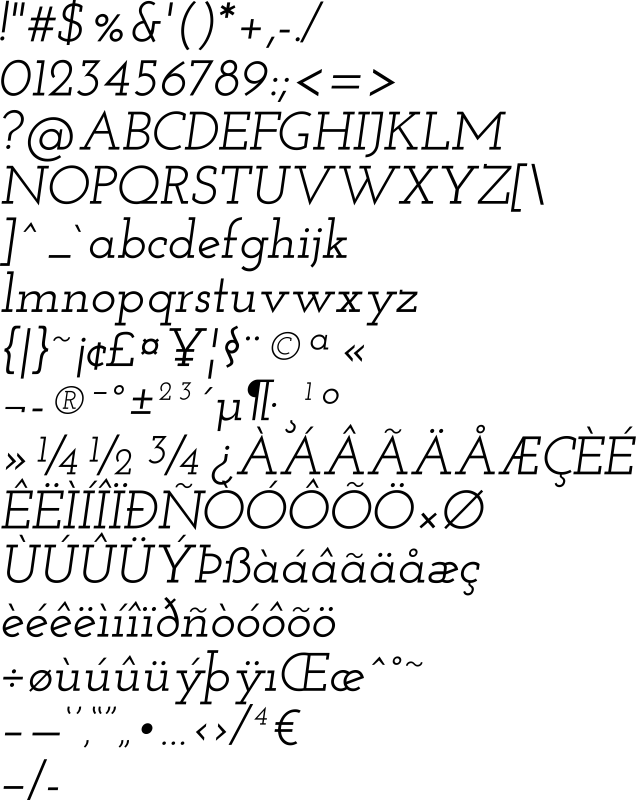 !"#$%&'()*+,-./
0123456789:;<=>
?@ABCDEFGHIJKLM
NOPQRSTUVWXYZ[\
]^_`abcdefghijk
lmnopqrstuvwxyz
{|}~¡¢£¤¥¦§¨©ª«
¬-®¯°±²³´µ¶·¸¹º
»¼½¾¿ÀÁÂÃÄÅÆÇÈÉ
ÊËÌÍÎÏÐÑÒÓÔÕÖ×Ø
ÙÚÛÜÝÞßàáâãäåæç
èéêëìíîïðñòóôõö
÷øùúûüýþÿıŒœˆ˚˜
–—‘’‚“”„•…‹›⁄⁴€
−∕-